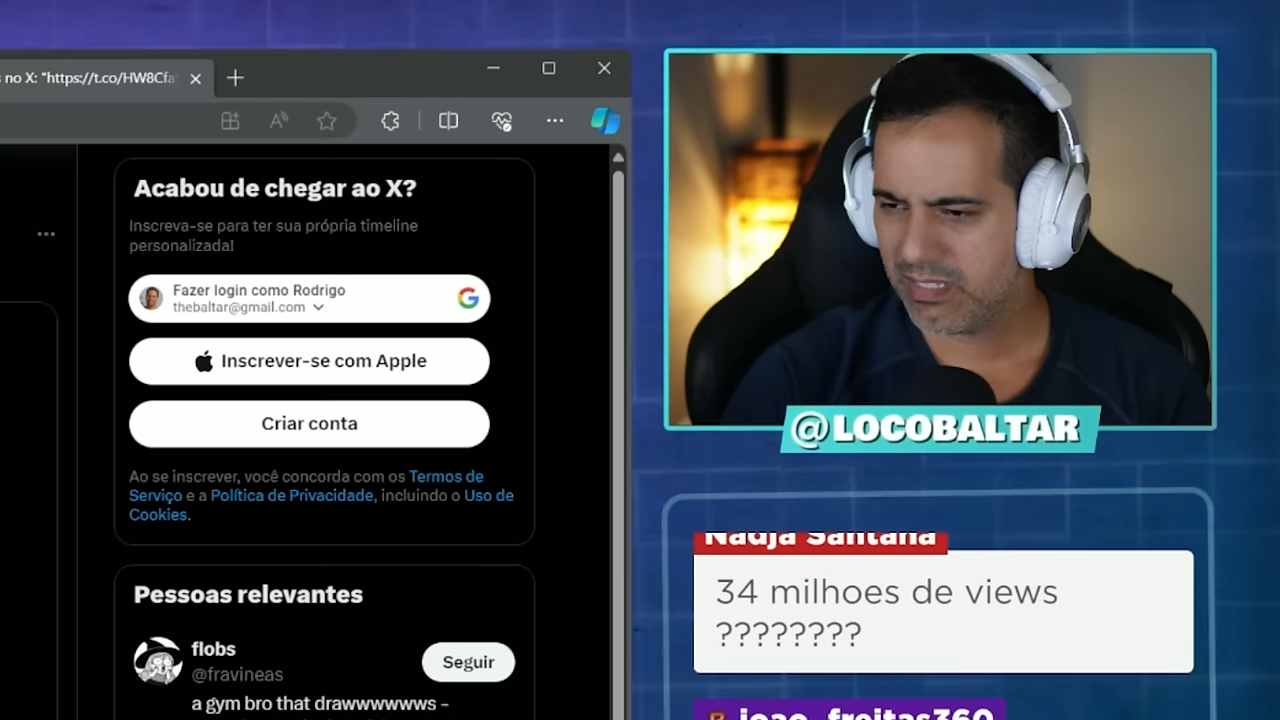 s no X: "https://t.co/HW8Cfa
Acabou de chegar ao X?
Inscreva-se para ter sua própria timeline
personalizada!
Fazer login como Rodrigo
thebaltar@gmail.com
Inscrever-se com Apple
Criar conta
Ao se inscrever, você concorda com os Termos de
Serviço e a Política de Privacidade, incluindo o Uso de
Cookies.
Pessoas relevantes
flobs
@fravineas
Seguir
a gym bro that drawwwwwws -
@LOCOBALTAR
Nadja Santana
34 milhoes de views
????????
joao_freitas360